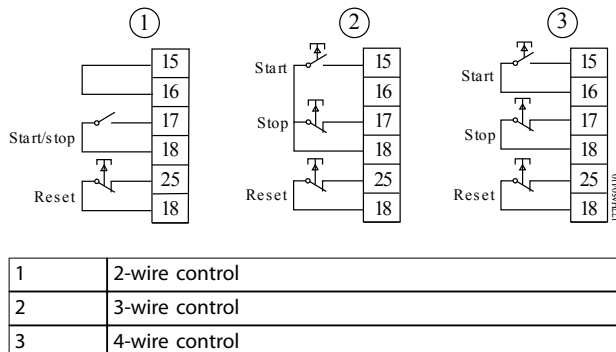 1 2 3
Start 15 15 Start 15
15
16 16 16
17 Stop 17 Stop 17
Start/stop 18 18 18
Reset 25 Reset 25 Reset 25
18 18 18
1 2-wire control
2 3-wire control
3 4-wire control